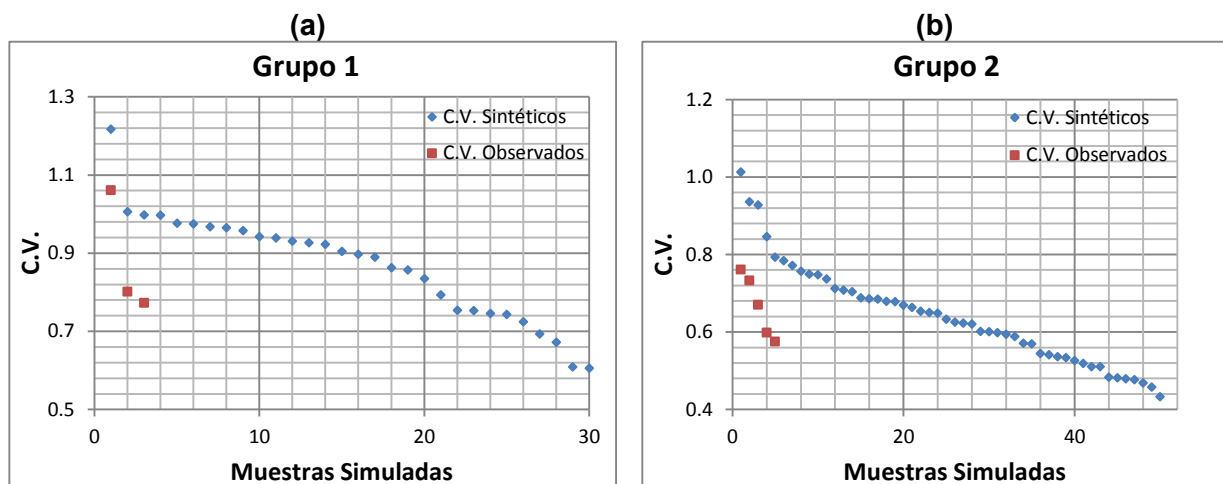 (a)
Grupo 1
C.V. Sintéticos
C.V. Observados
1.3
1.1
0.9
0.7
0.5
C.V.
0
10
20
30
Muestras Simuladas
(b)
Grupo 2
C.V. Sintéticos
C.V. Observados
1.2
1.0
0.8
0.6
0.4
C.V.
0
20
40
Muestras Simuladas